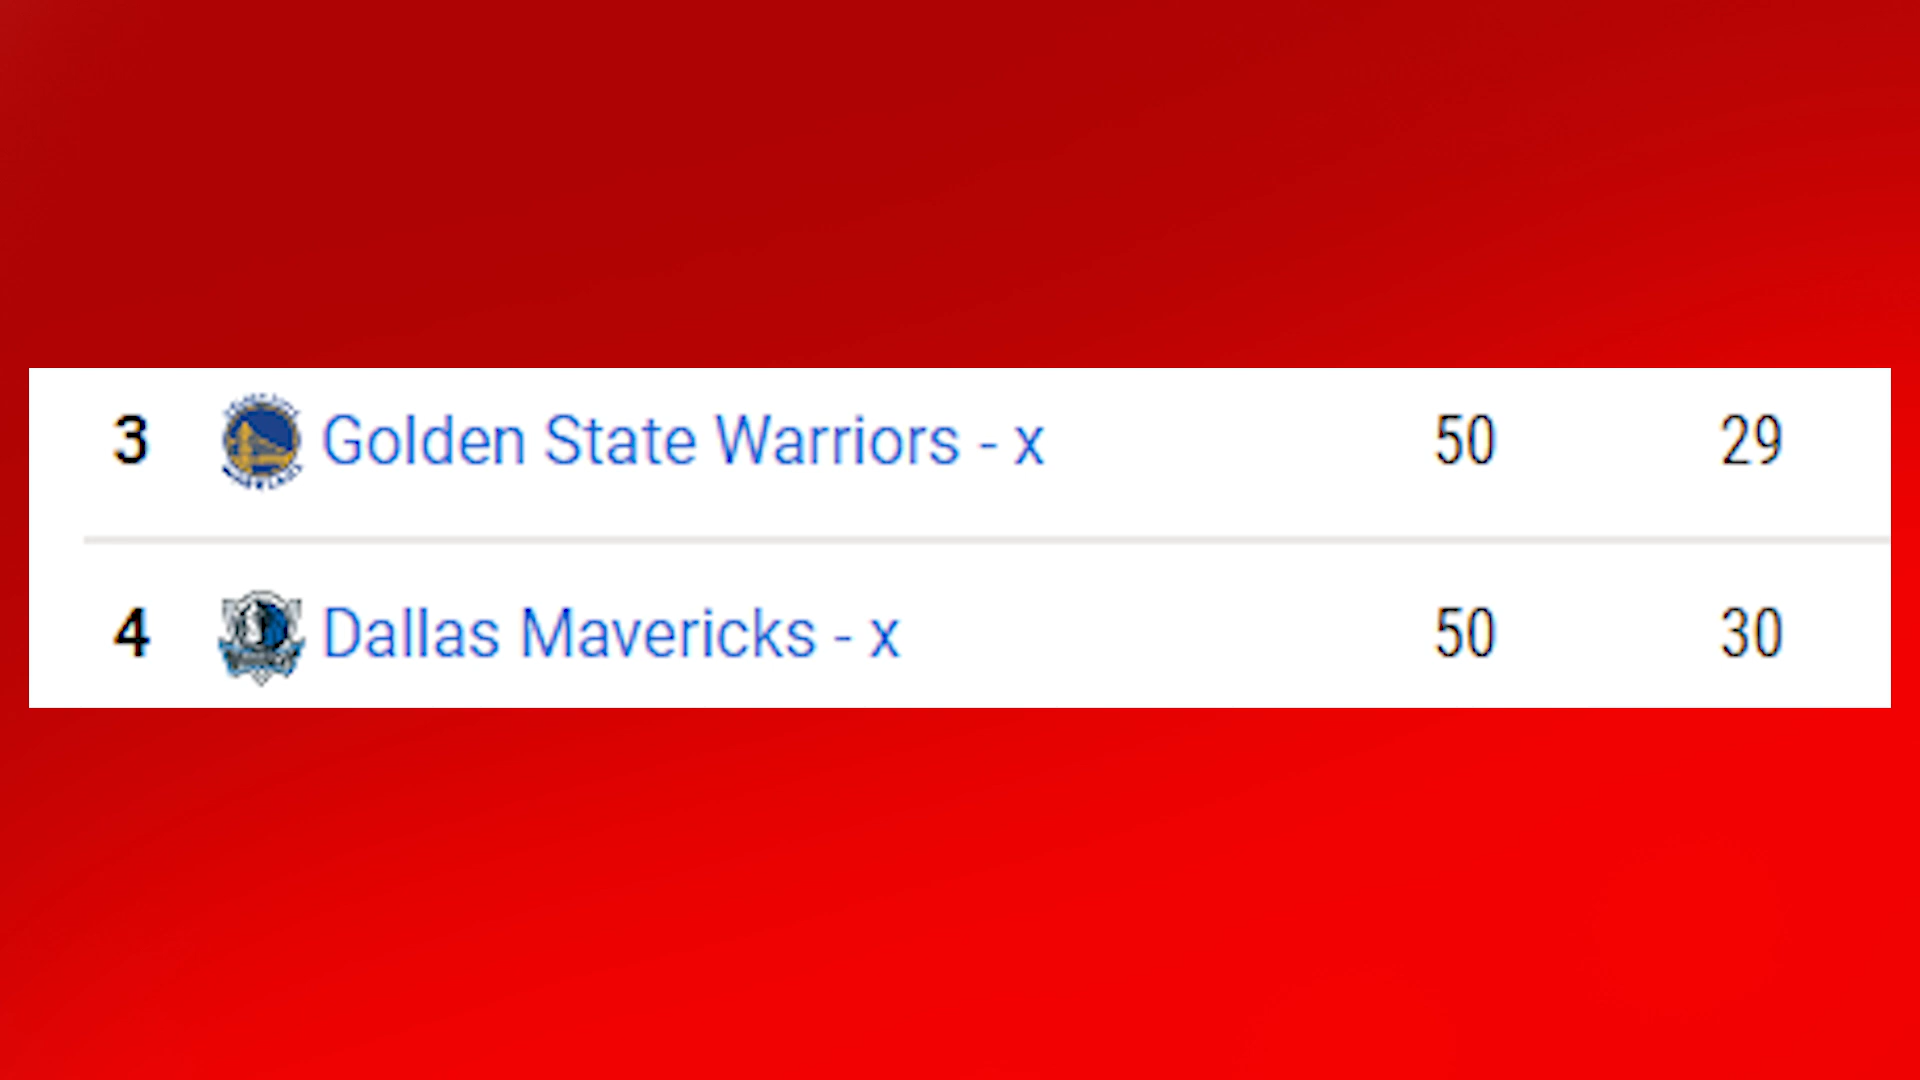 3 Golden State Warriors - x 50 29
4 Dallas Mavericks - x 50 30